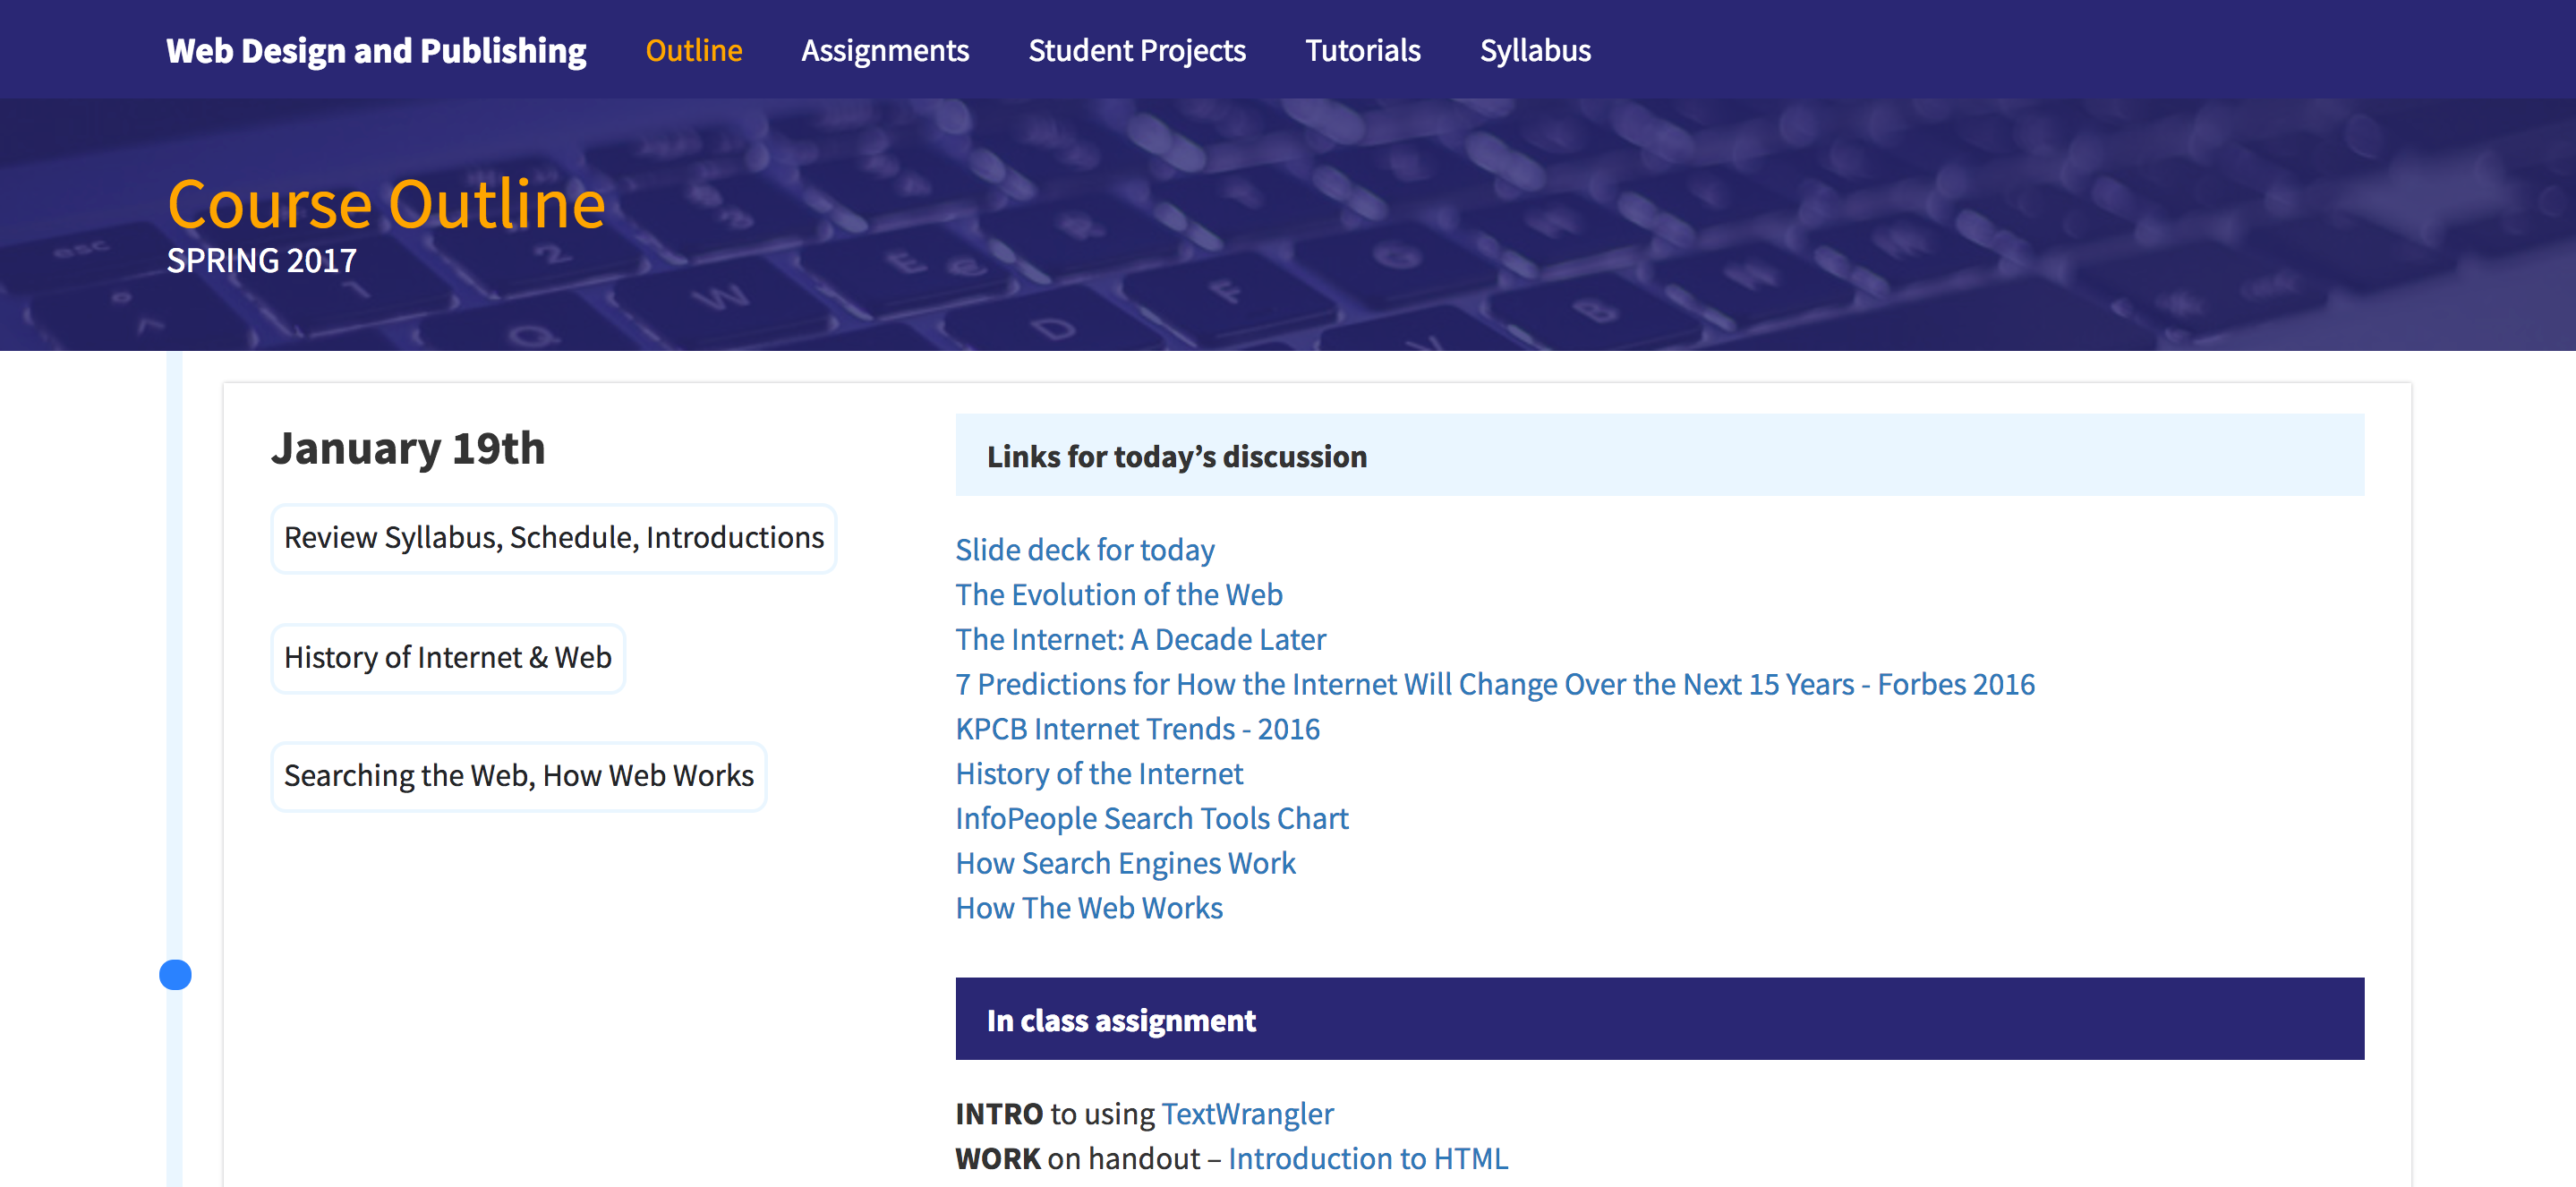 Web Design and Publishing Outline Assignments Student Projects Tutorials Syllabus
Course Outline
SPRING 2017
esc
1 2
Q W E @
D F G
B
January 19th
Review Syllabus, Schedule, Introductions
History of Internet & Web
Searching the Web, How Web Works
Links for today’s discussion
Slide deck for today
The Evolution of the Web
The Internet: A Decade Later
7 Predictions for How the Internet Will Change Over the Next 15 Years - Forbes 2016
KPCB Internet Trends - 2016
History of the Internet
InfoPeople Search Tools Chart
How Search Engines Work
How The Web Works
In class assignment
INTRO to using TextWrangler
WORK on handout – Introduction to HTML